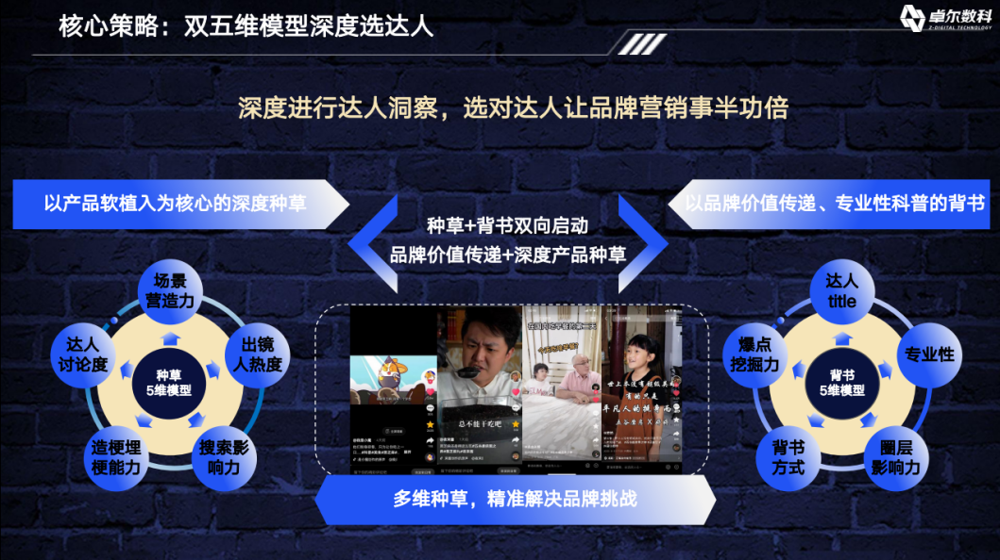 核心策略：双五维模型深度选达人
卓尔数科
Z-DIGITAL TECHNOLOGY
深度进行达人洞察，选对达人让品牌营销事半功倍
以产品软植入为核心的深度种草
种草+背书双向启动
品牌价值传递+深度产品种草
以品牌价值传递、专业性科普的背书
场景
营造力
达人
讨论度
出镜
人热度
种草
5维模型
造梗埋
梗能力
搜索影
响力
总不能干吃吧
世上本没有超级英雄
有的只是
平凡人的挺身而出
达人
title
爆点
挖掘力
专业性
背书
5维模型
背书
方式
圈层
影响力
多维种草，精准解决品牌挑战